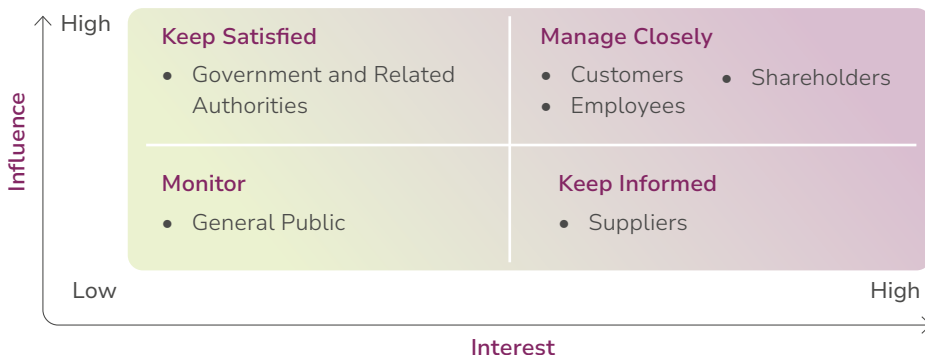 High
Keep Satisfied
Government and Related
Authorities
Manage Closely
Customers
Employees
Shareholders
Influence
Monitor
General Public
Keep Informed
Suppliers
Low
High
Interest